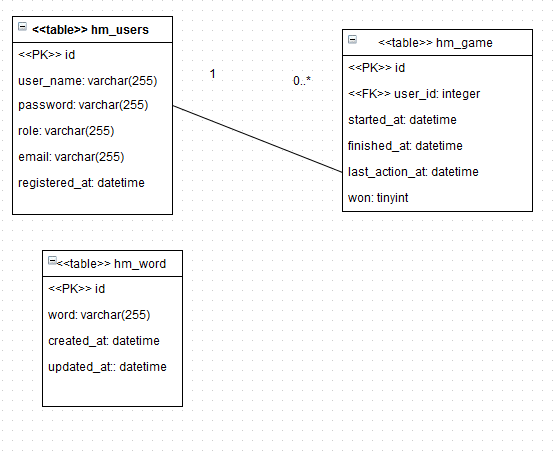 <<table>> hm_users
<<PK>> id
user_name: varchar(255)
password: varchar(255)
role: varchar(255)
email: varchar(255)
registered_at: datetime
1
0..*
<<table>> hm_game
<<PK>> id
<<FK>> user_id: integer
started_at: datetime
finished_at: datetime
last_action_at: datetime
won: tinyint
<<table>> hm_word
<<PK>> id
word: varchar(255)
created_at: datetime
updated_at:: datetime